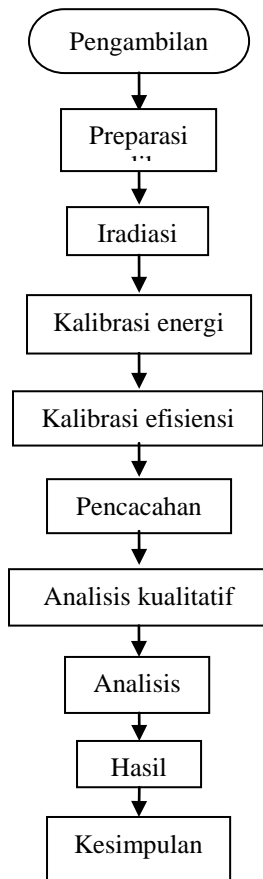 Pengambilan
Preparasi
Iradiasi
Kalibrasi energi
Kalibrasi efisiensi
Pencacahan
Analisis kualitatif
Analisis
Hasil
Kesimpulan